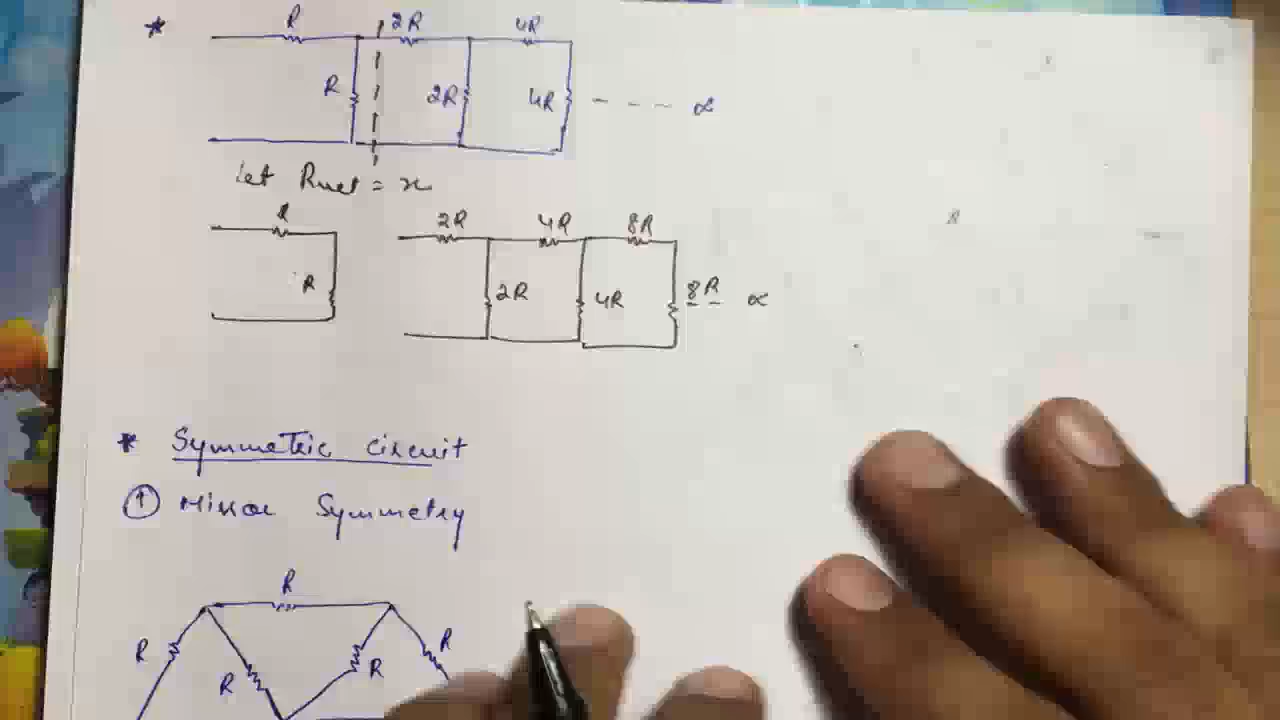 * R 2R 4R
R 2R 4R - - - - ∝
Let Rnet = x
R 2R 4R 8R
R 2R 4R 8R ∝
* Symmetric circuit
① Mirror Symmetry
R
R R R R